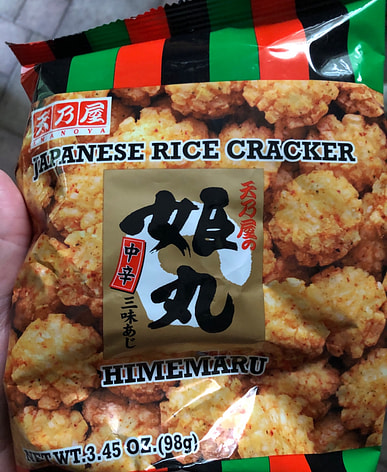 天乃屋
AMANOYA
JAPANESE RICE CRACKER
天乃屋の
姫丸
中辛
三味あじ
HIMEMARU
NET WT. 3.45 OZ. (98g)